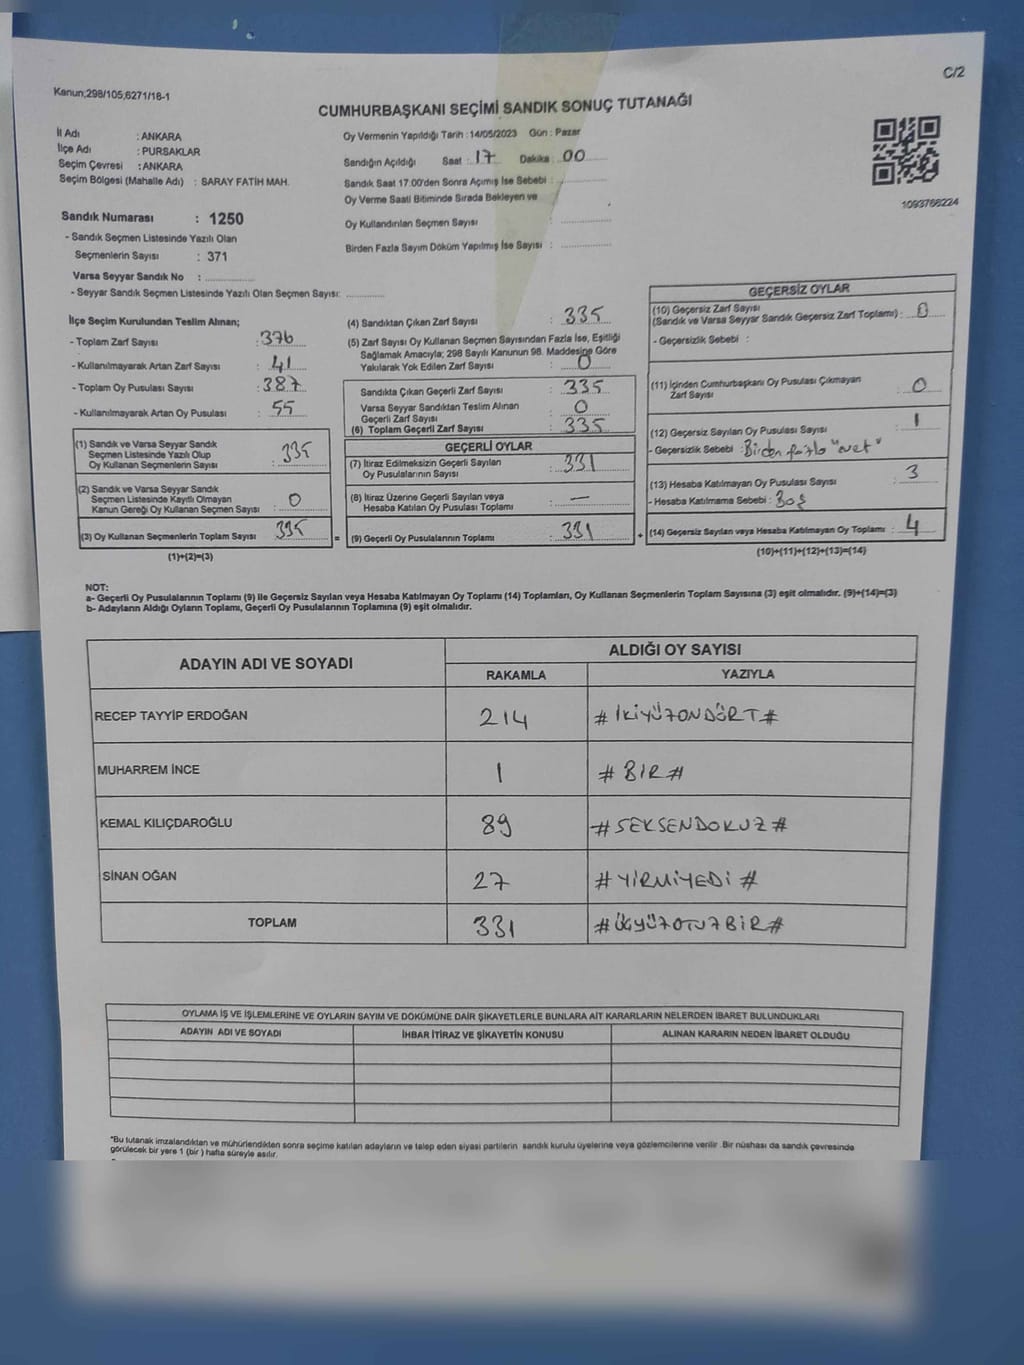 C/2
Kanun;298/105;6271/18-1
CUMHURBAŞKANI SEÇİMİ SANDIK SONUÇ TUTANAĞI
İl Adı : ANKARA
İlçe Adı : PURSAKLAR
Seçim Çevresi : ANKARA
Seçim Bölgesi (Mahalle Adı) : SARAY FATİH MAH.
Oy Vermenin Yapıldığı Tarih :14/05/2023 Gün : Pazar
Sandığın Açıldığı Saat : 17 Dakika : 00
Sandık Saat 17:00'den Sonra Açımış İse Sebebi :
Oy Verme Saati Bitiminde Sırada Bekleyen ve
Oy Kullandırılan Seçmen Sayısı :
Birden Fazla Sayım Döküm Yapılmış İse Sayısı :
1093766224
Sandık Numarası : 1250
- Sandık Seçmen Listesinde Yazılı Olan
Seçmenlerin Sayısı : 371
Varsa Seyyar Sandık No :
- Seyyar Sandık Seçmen Listesinde Yazılı Olan Seçmen Sayısı:
İlçe Seçim Kurulundan Teslim Alınan;
- Toplam Zarf Sayısı : 376
- Kullanılmayarak Artan Zarf Sayısı : 41
- Toplam Oy Pusulası Sayısı : 387
- Kullanılmayarak Artan Oy Pusulası : 55
(1) Sandık ve Varsa Seyyar Sandık
Seçmen Listesinde Yazılı Olup
Oy Kullanan Seçmenlerin Sayısı : 335
(2) Sandık ve Varsa Seyyar Sandık
Seçmen Listesinde Kayıtlı Olmayan
Kanun Gereği Oy Kullanan Seçmen Sayısı : 0
(3) Oy Kullanan Seçmenlerin Toplam Sayısı : 335
(1)+(2)=(3)
(4) Sandıktan Çıkan Zarf Sayısı : 335
(5) Zarf Sayısı Oy Kullanan Seçmen Sayısından Fazla İse, Eşitliği
Sağlamak Amacıyla; 298 Sayılı Kanunun 98. Maddesine Göre
Yakılarak Yok Edilen Zarf Sayısı : 0
Sandıkta Çıkan Geçerli Zarf Sayısı : 335
Varsa Seyyar Sandıktan Teslim Alınan
Geçerli Zarf Sayısı : 0
(6) Toplam Geçerli Zarf Sayısı : 335
GEÇERLİ OYLAR
(7) İtiraz Edilmeksizin Geçerli Sayılan
Oy Pusulalarının Sayısı : 331
(8) İtiraz Üzerine Geçerli Sayılan veya
Hesaba Katılan Oy Pusulası Toplamı : —
= (9) Geçerli Oy Pusulalarının Toplamı : 331 +
GEÇERSİZ OYLAR
(10) Geçersiz Zarf Sayısı
(Sandık ve Varsa Seyyar Sandık Geçersiz Zarf Toplamı) : 0
- Geçersizlik Sebebi :
(11) İçinden Cumhurbaşkanı Oy Pusulası Çıkmayan
Zarf Sayısı : 0
(12) Geçersiz Sayılan Oy Pusulası Sayısı : 1
- Geçersizlik Sebebi : Birden fazla "evet"
(13) Hesaba Katılmayan Oy Pusulası Sayısı : 3
- Hesaba Katılmama Sebebi : Boş
(14) Geçersiz Sayılan veya Hesaba Katılmayan Oy Toplamı : 4
(10)+(11)+(12)+(13)=(14)
NOT:
a- Geçerli Oy Pusulalarının Toplamı (9) ile Geçersiz Sayılan veya Hesaba Katılmayan Oy Toplamı (14) Toplamları, Oy Kullanan Seçmenlerin Toplam Sayısına (3) eşit olmalıdır. (9)+(14)=(3)
b- Adayların Aldığı Oyların Toplamı, Geçerli Oy Pusulalarının Toplamına (9) eşit olmalıdır.
ADAYIN ADI VE SOYADI ALDIĞI OY SAYISI
RAKAMLA YAZIYLA
RECEP TAYYİP ERDOĞAN 214 #İKİYÜZONDÖRT#
MUHARREM İNCE 1 #BİR#
KEMAL KILIÇDAROĞLU 89 #SEKSENDOKUZ#
SİNAN OĞAN 27 #YİRMİYEDİ#
TOPLAM 331 #ÜÇYÜZOTUZBİR#
OYLAMA İŞ VE İŞLEMLERİNE VE OYLARIN SAYIM VE DÖKÜMÜNE DAİR ŞİKAYETLERLE BUNLARA AİT KARARLARIN NELERDEN İBARET BULUNDUKLARI
ADAYIN ADI VE SOYADI İHBAR İTİRAZ VE ŞİKAYETİN KONUSU ALINAN KARARIN NEDEN İBARET OLDUĞU
*Bu tutanak imzalandıktan ve mühürlendikten sonra seçime katılan adayların ve talep eden siyasi partilerin sandık kurulu üyelerine veya gözlemcilerine verilir .Bir nüshası da sandık çevresinde
görülecek bir yere 1 (bir ) hafta süreyle asılır.